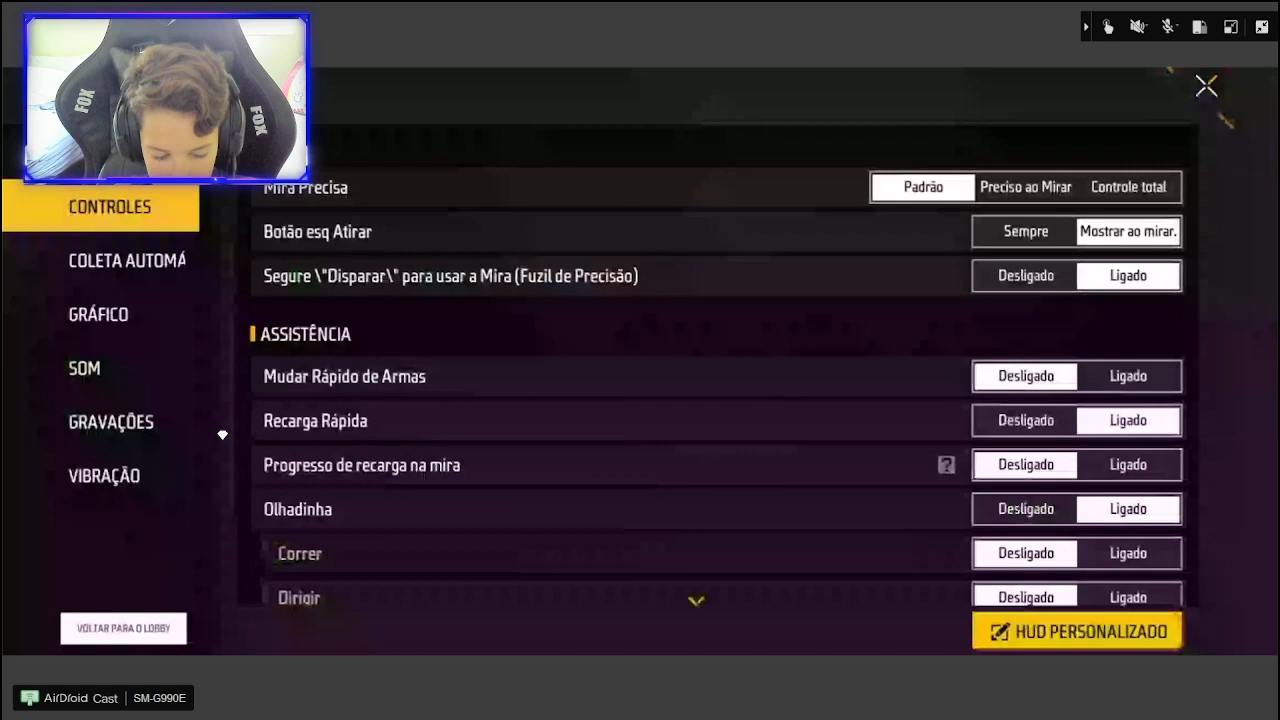 FOX
FOX
Mira Precisa
Padrão
Preciso ao Mirar
Controle total
CONTROLES
Botão esq Atirar
Sempre
Mostrar ao mirar.
COLETA AUTOMÁ
Segure \"Disparar\" para usar a Mira (Fuzil de Precisão)
Desligado
Ligado
GRÁFICO
ASSISTÊNCIA
SOM
Mudar Rápido de Armas
Desligado
Ligado
GRAVAÇÕES
Recarga Rápida
Desligado
Ligado
VIBRAÇÃO
Progresso de recarga na mira
?
Desligado
Ligado
Olhadinha
Desligado
Ligado
Correr
Desligado
Ligado
Dirigir
Desligado
Ligado
VOLTAR PARA O LOBBY
HUD PERSONALIZADO
AirDroid Cast | SM-G990E